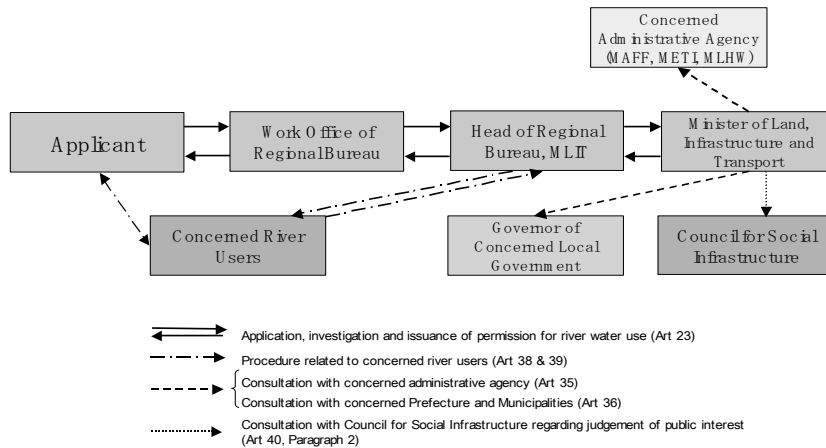 Concerned
Administrative Agency
(MAFF, METI, MLHW)
Applicant
Work Office of
Regional Bureau
Head of Regional
Bureau, MLIT
Minister of Land,
Infrastructure and
Transport
Concerned River
Users
Governor of
Concerned Local
Government
Council for Social
Infrastructure
Application, investigation and issuance of permission for river water use (Art 23)
Procedure related to concerned river users (Art 38 & 39)
Consultation with concerned administrative agency (Art 35)
Consultation with concerned Prefecture and Municipalities (Art 36)
Consultation with Council for Social Infrastructure regarding judgement of public interest
(Art 40, Paragraph 2)